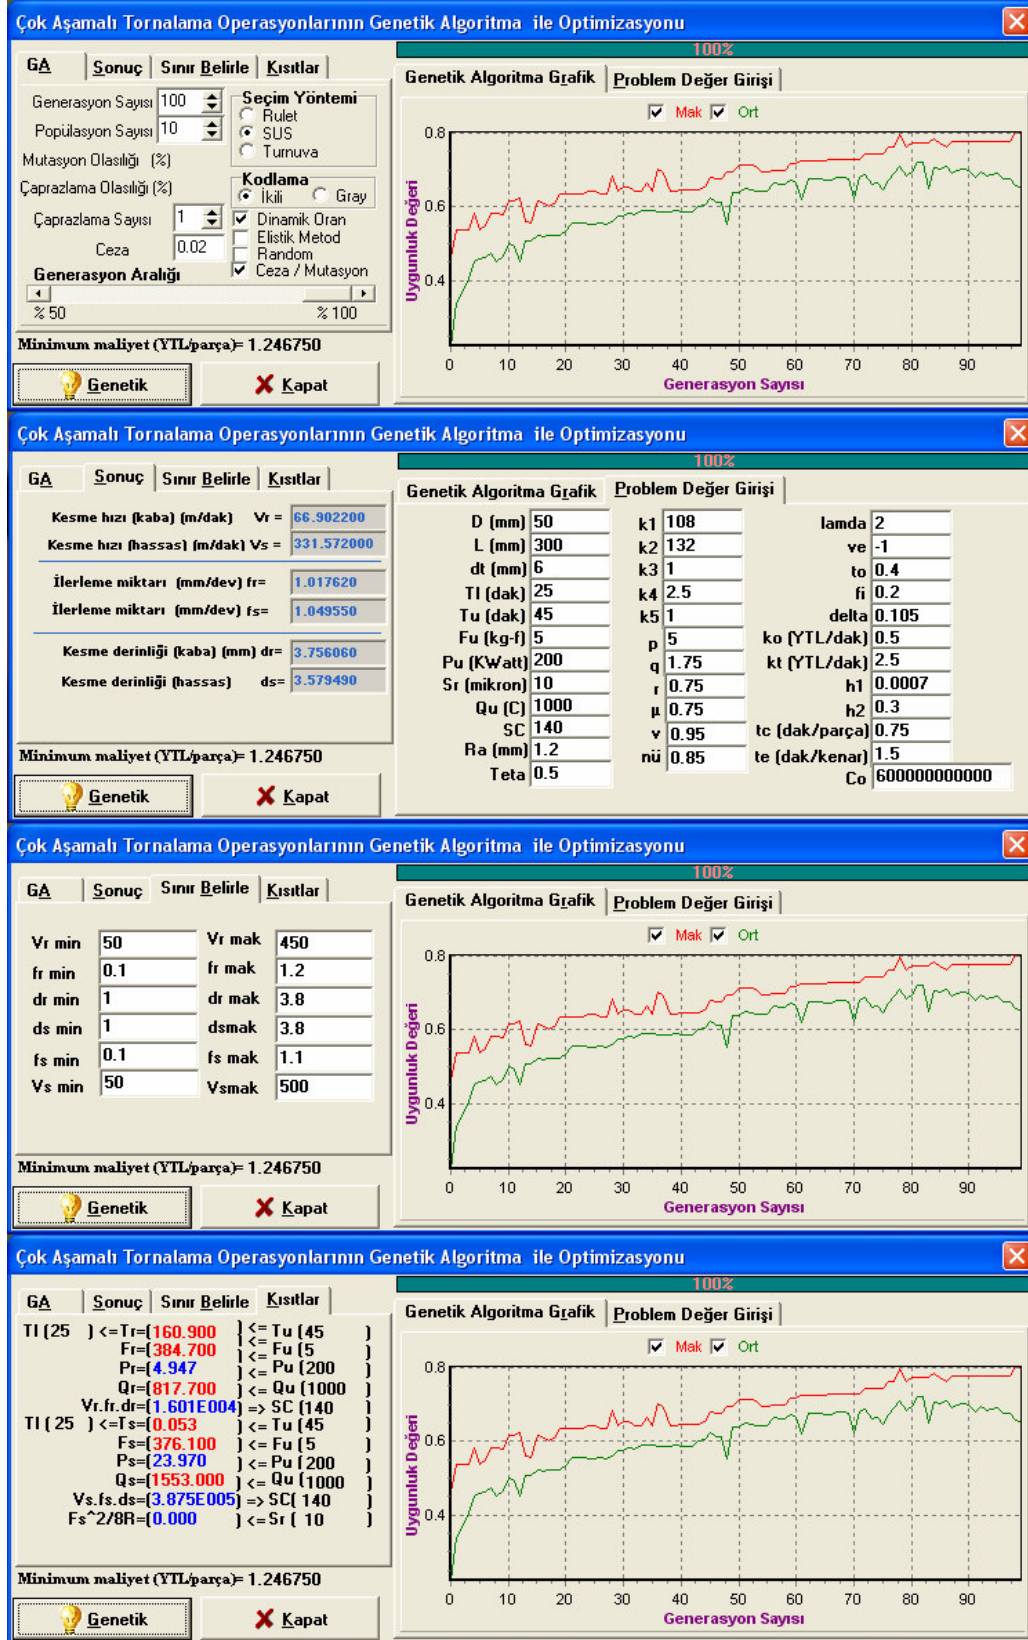 Çok Aşamalı Tornalama Operasyonlarının Genetik Algoritma ile Optimizasyonu
100%
GA Sonuç Sınır Belirle Kısıtlar
Genetik Algoritma Grafik Problem Değer Girişi
Generasyon Sayısı 100
Popülasyon Sayısı 10
Mutasyon Olasılığı (%)
Çaprazlama Olasılığı (%)
Çaprazlama Sayısı 1
Ceza 0.02
Seçim Yöntemi
Rulet
SUS
Turnuva
Kodlama
İkili Gray
Dinamik Oran
Elistik Metod
Random
Ceza / Mutasyon
Generasyon Aralığı
% 50 % 100
Minimum maliyet (YTL/parça)= 1.246750
Genetik Kapat
Mak Ort
Uygunluk Değeri
0.8
0.6
0.4
0 10 20 30 40 50 60 70 80 90
Generasyon Sayısı
Çok Aşamalı Tornalama Operasyonlarının Genetik Algoritma ile Optimizasyonu
100%
GA Sonuç Sınır Belirle Kısıtlar
Genetik Algoritma Grafik Problem Değer Girişi
Kesme hızı (kaba) (m/dak) Vr = 66.902200
Kesme hızı (hassas) (m/dak) Vs = 331.572000
İlerleme miktarı (mm/dev) fr= 1.017620
İlerleme miktarı (mm/dev) fs= 1.049550
Kesme derinliği (kaba) (mm) dr= 3.756060
Kesme derinliği (hassas) ds= 3.579490
Minimum maliyet (YTL/parça)= 1.246750
Genetik Kapat
D (mm) 50
L (mm) 300
dt (mm) 6
Tl (dak) 25
Tu (dak) 45
Fu (kg-f) 5
Pu (KWatt) 200
Sr (mikron) 10
Qu (C) 1000
SC 140
Ra (mm) 1.2
Teta 0.5
k1 108
k2 132
k3 1
k4 2.5
k5 1
p 5
q 1.75
r 0.75
µ 0.75
v 0.95
nü 0.85
lamda 2
ve -1
to 0.4
fi 0.2
delta 0.105
ko (YTL/dak) 0.5
kt (YTL/dak) 2.5
h1 0.0007
h2 0.3
tc (dak/parça) 0.75
te (dak/kenar) 1.5
Co 600000000000
Çok Aşamalı Tornalama Operasyonlarının Genetik Algoritma ile Optimizasyonu
100%
GA Sonuç Sınır Belirle Kısıtlar
Genetik Algoritma Grafik Problem Değer Girişi
Vr min 50 Vr mak 450
fr min 0.1 fr mak 1.2
dr min 1 dr mak 3.8
ds min 1 dsmak 3.8
fs min 0.1 fs mak 1.1
Vs min 50 Vsmak 500
Minimum maliyet (YTL/parça)= 1.246750
Genetik Kapat
Mak Ort
Uygunluk Değeri
0.8
0.6
0.4
0 10 20 30 40 50 60 70 80 90
Generasyon Sayısı
Çok Aşamalı Tornalama Operasyonlarının Genetik Algoritma ile Optimizasyonu
100%
GA Sonuç Sınır Belirle Kısıtlar
Genetik Algoritma Grafik Problem Değer Girişi
Tl (25 ) <=Tr=(160.900 ) <= Tu (45 )
Fr=(384.700 ) <= Fu (5 )
Pr=(4.947 ) <= Pu (200 )
Qr=(817.700 ) <= Qu (1000 )
Vr.fr.dr=(1.601E004) => SC (140 )
Tl ( 25 ) <=Ts=(0.053 ) <= Tu (45 )
Fs=(376.100 ) <= Fu (5 )
Ps=(23.970 ) <= Pu (200 )
Qs=(1553.000 ) <= Qu (1000 )
Vs.fs.ds=(3.875E005) => SC( 140 )
Fs^2/8R=(0.000 ) <=Sr ( 10 )
Minimum maliyet (YTL/parça)= 1.246750
Genetik Kapat
Mak Ort
Uygunluk Değeri
0.8
0.6
0.4
0 10 20 30 40 50 60 70 80 90
Generasyon Sayısı